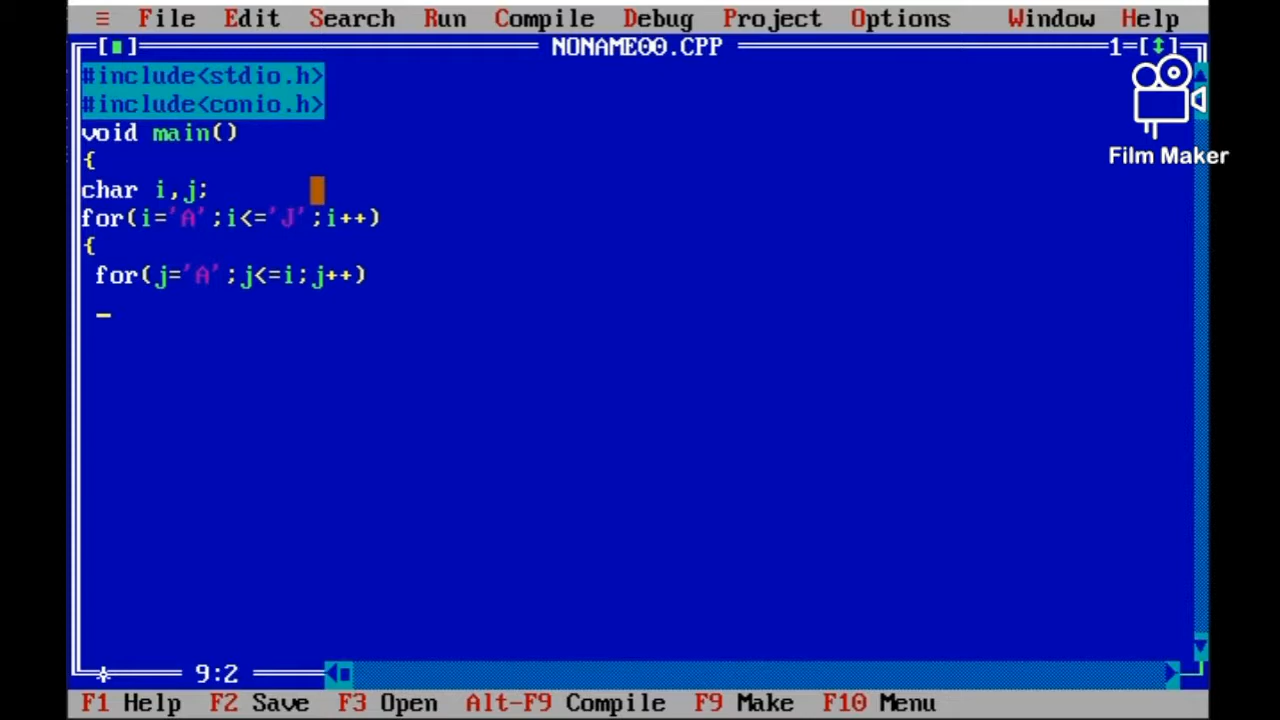 ≡ File Edit Search Run Compile Debug Project Options Window Help
[■] NONAME00.CPP 1=[↕]
#include<stdio.h>
#include<conio.h>
void main()
{
char i,j;
for(i='A';i<='J';i++)
{
for(j='A';j<=i;j++)
Film Maker
9:2
F1 Help F2 Save F3 Open Alt-F9 Compile F9 Make F10 Menu